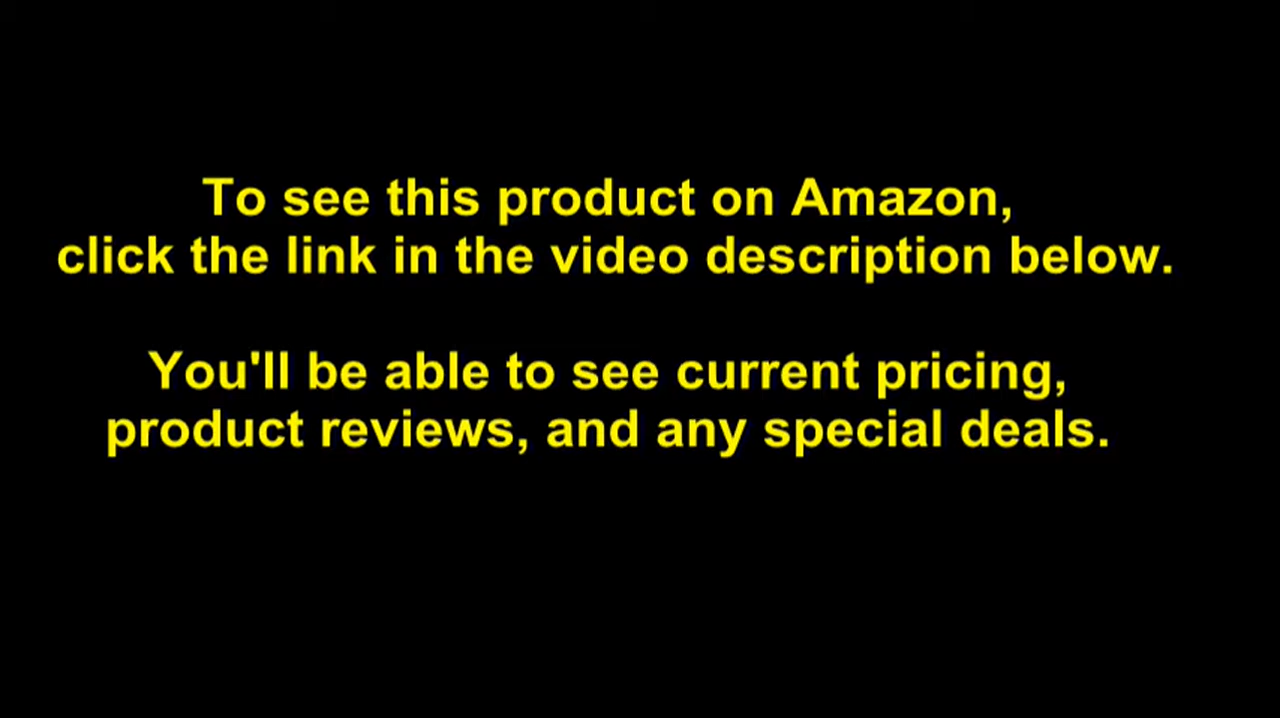 To see this product on Amazon,
click the link in the video description below.
You'll be able to see current pricing,
product reviews, and any special deals.